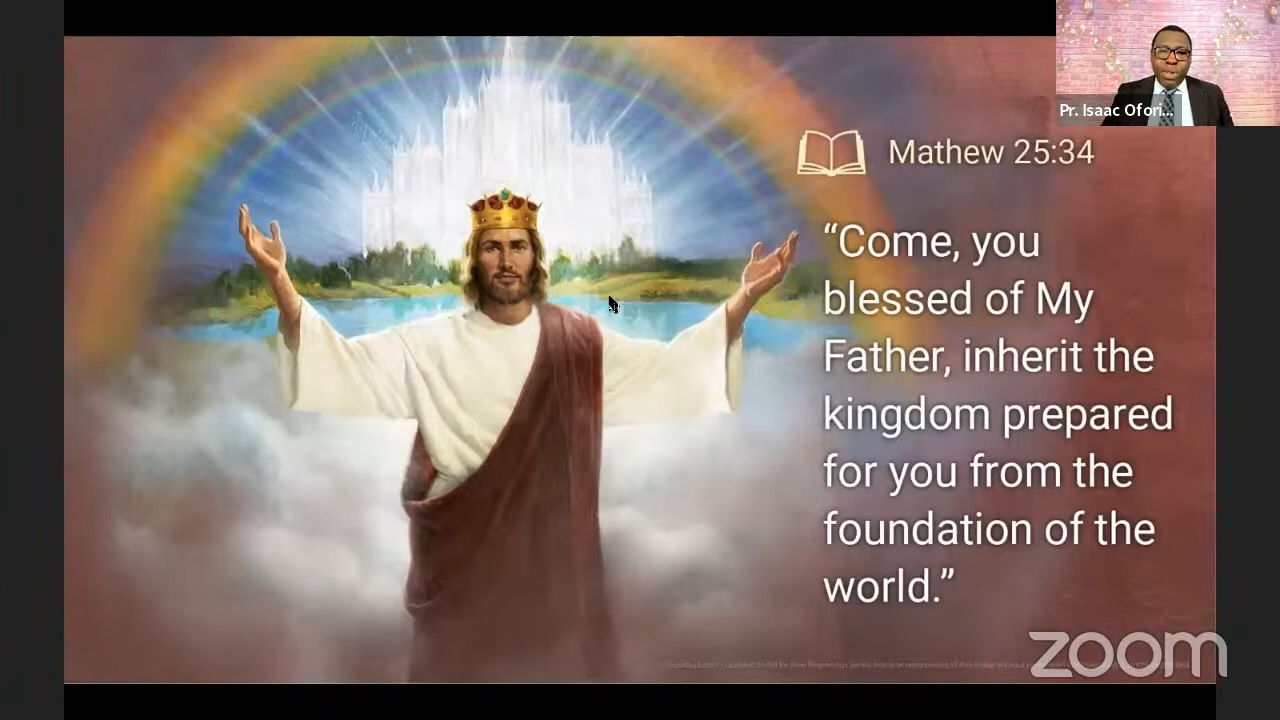 Pr. Isaac Ofori...
Mathew 25:34
“Come, you
blessed of My
Father, inherit the
kingdom prepared
for you from the
foundation of the
world.”
zoom